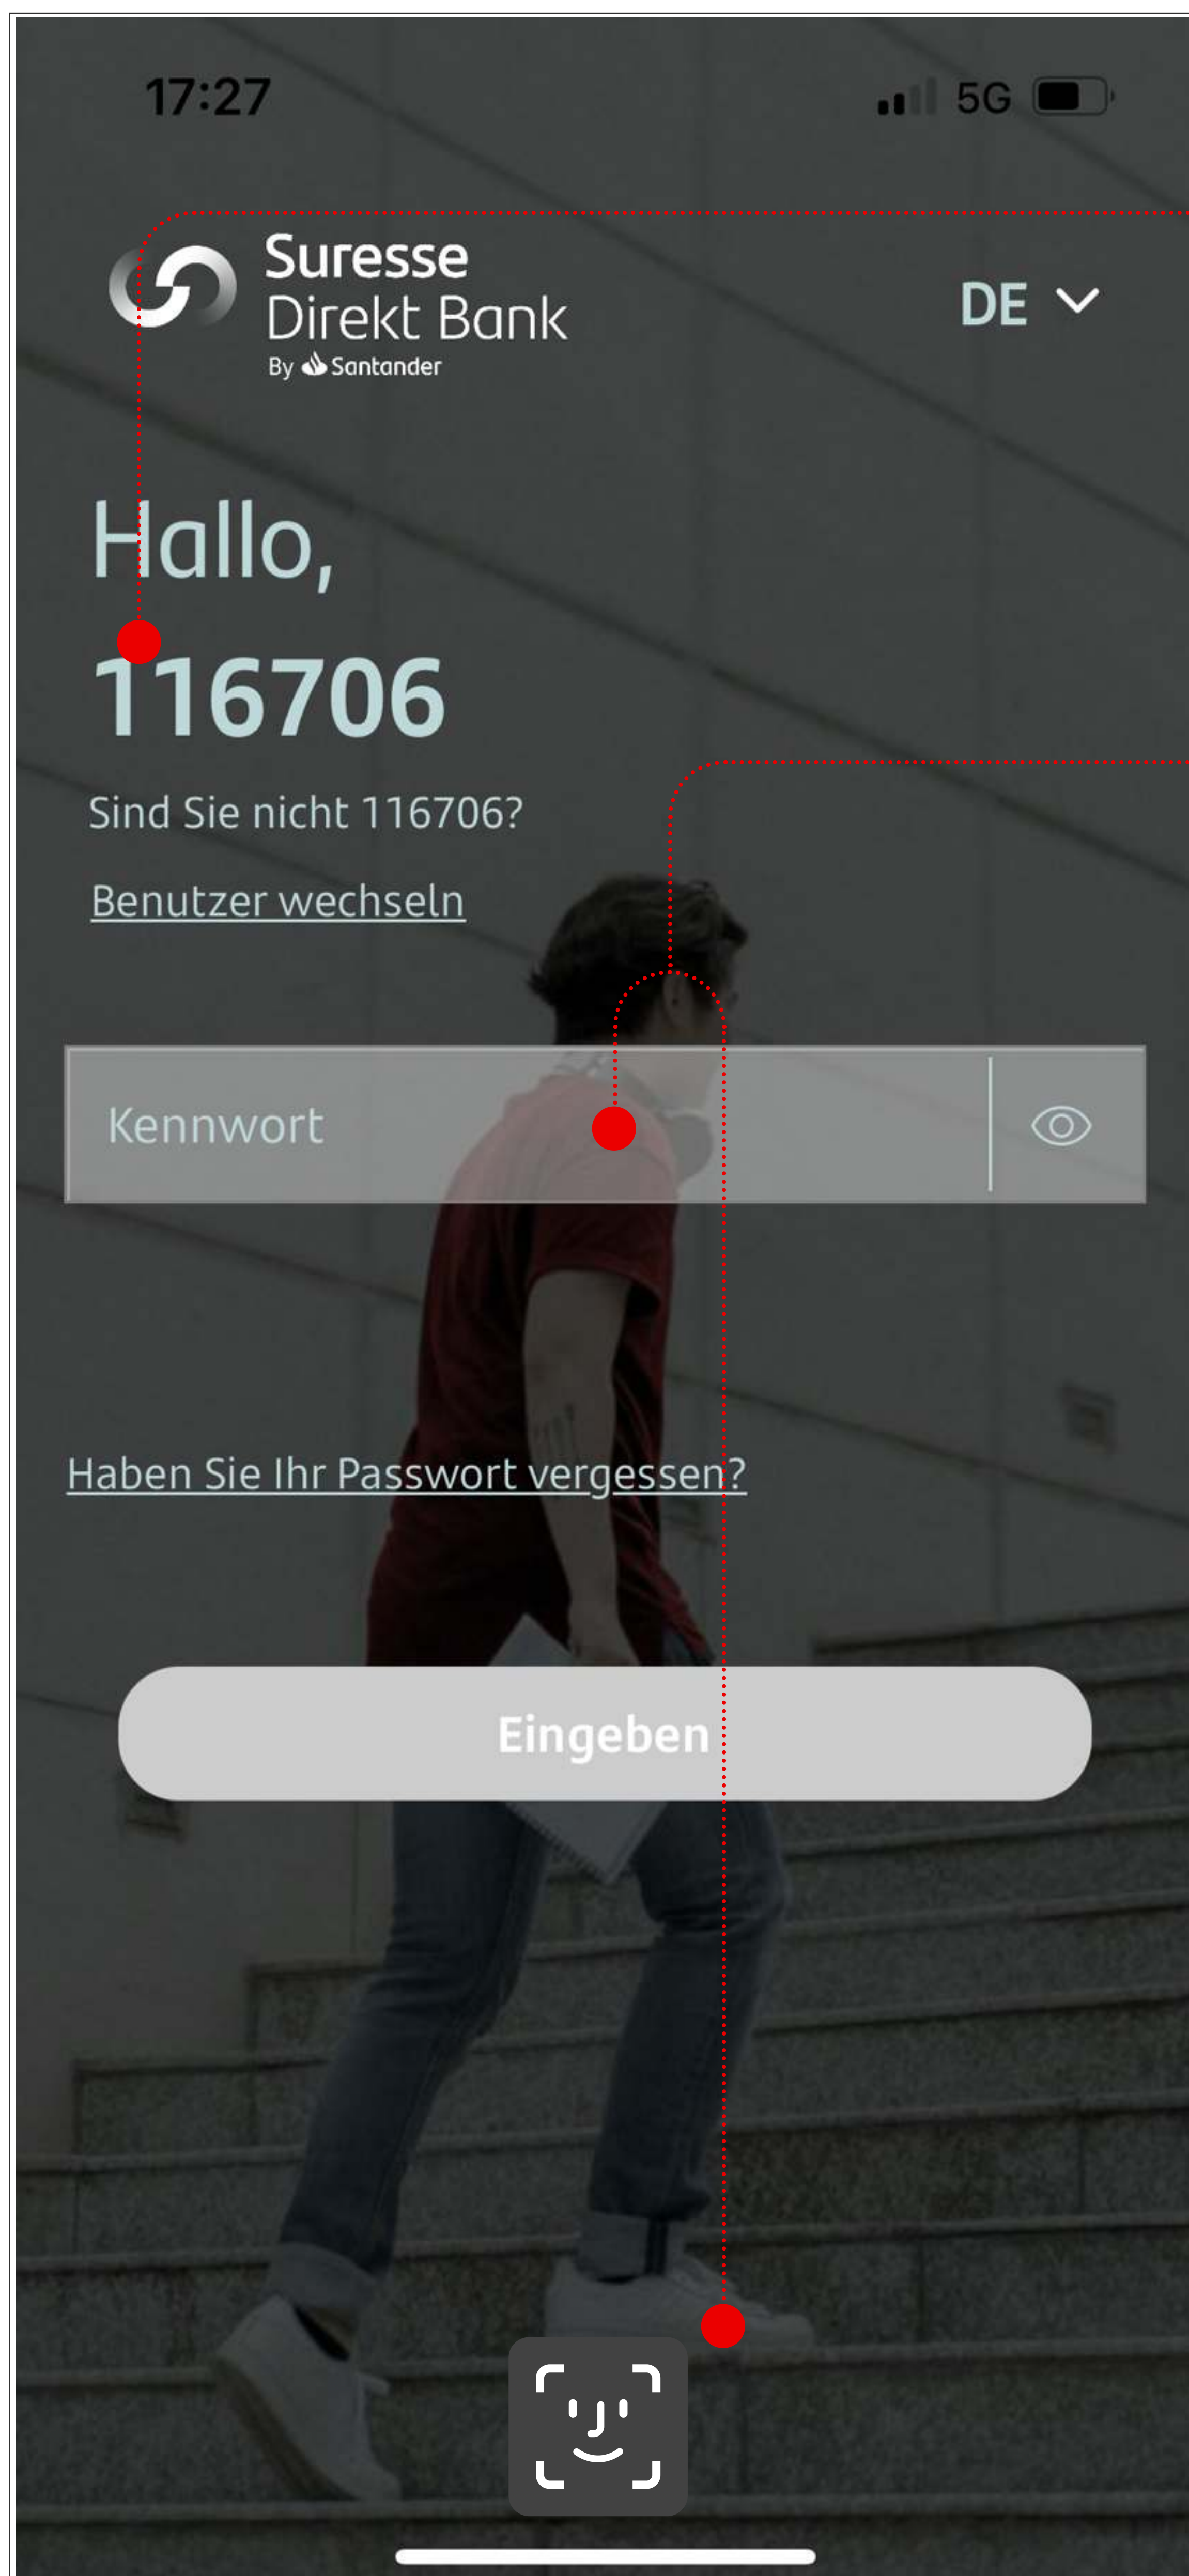 17:27
5G
Suresse
Direkt Bank
By Santander
DE
Hallo,
116706
Sind Sie nicht 116706?
Benutzer wechseln
Kennwort
Haben Sie Ihr Passwort vergessen?
Eingeben